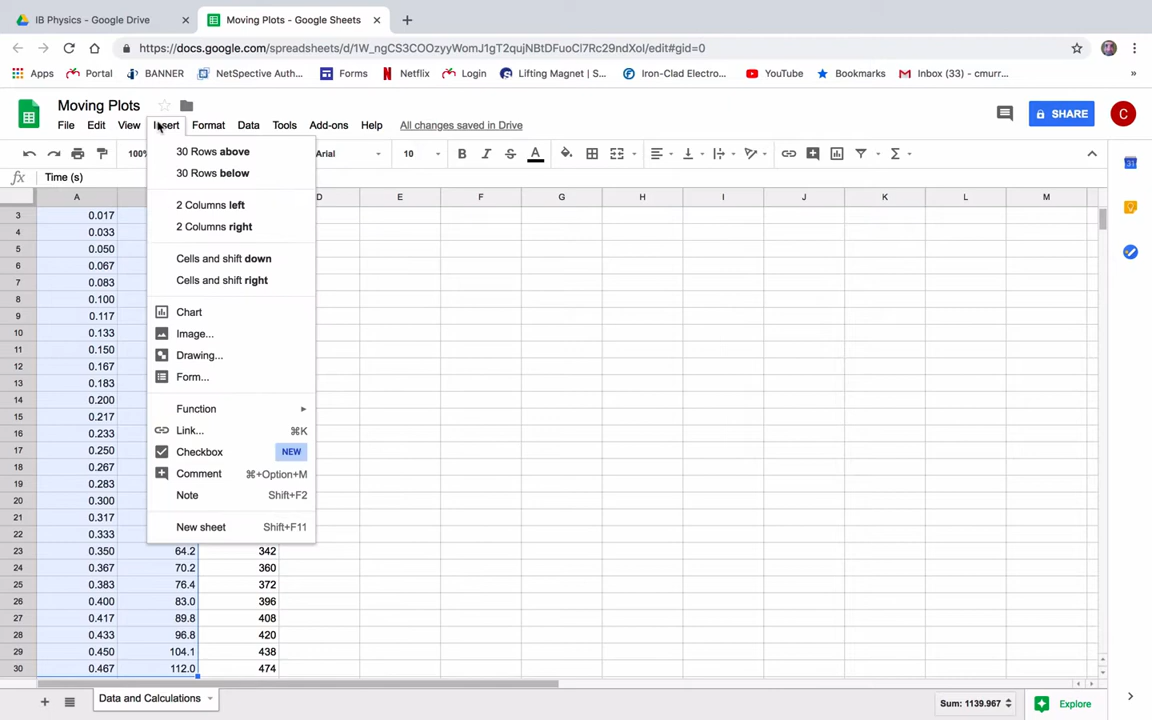 IB Physics - Google Drive
Moving Plots - Google Sheets
https://docs.google.com/spreadsheets/d/1W_ngCS3COOzyyWomJ1gT2qujNBtDFuoCl7Rc29ndXoI/edit#gid=0
Apps Portal BANNER NetSpective Auth... Forms Netflix Login Lifting Magnet | S... Iron-Clad Electro... YouTube Bookmarks Inbox (33) - cmurr... »
Moving Plots
SHARE
C
File Edit View Insert Format Data Tools Add-ons Help All changes saved in Drive
100% Arial 10
fx Time (s)
A D E F G H I J K L M
30 Rows above
30 Rows below
2 Columns left
2 Columns right
Cells and shift down
Cells and shift right
Chart
Image...
Drawing...
Form...
Function
Link... ⌘K
Checkbox NEW
Comment ⌘+Option+M
Note Shift+F2
New sheet Shift+F11
3 0.017
4 0.033
5 0.050
6 0.067
7 0.083
8 0.100
9 0.117
10 0.133
11 0.150
12 0.167
13 0.183
14 0.200
15 0.217
16 0.233
17 0.250
18 0.267
19 0.283
20 0.300
21 0.317
22 0.333
23 0.350 64.2 342
24 0.367 70.2 360
25 0.383 76.4 372
26 0.400 83.0 396
27 0.417 89.8 408
28 0.433 96.8 420
29 0.450 104.1 438
30 0.467 112.0 474
31
Data and Calculations
Sum: 1139.967
Explore